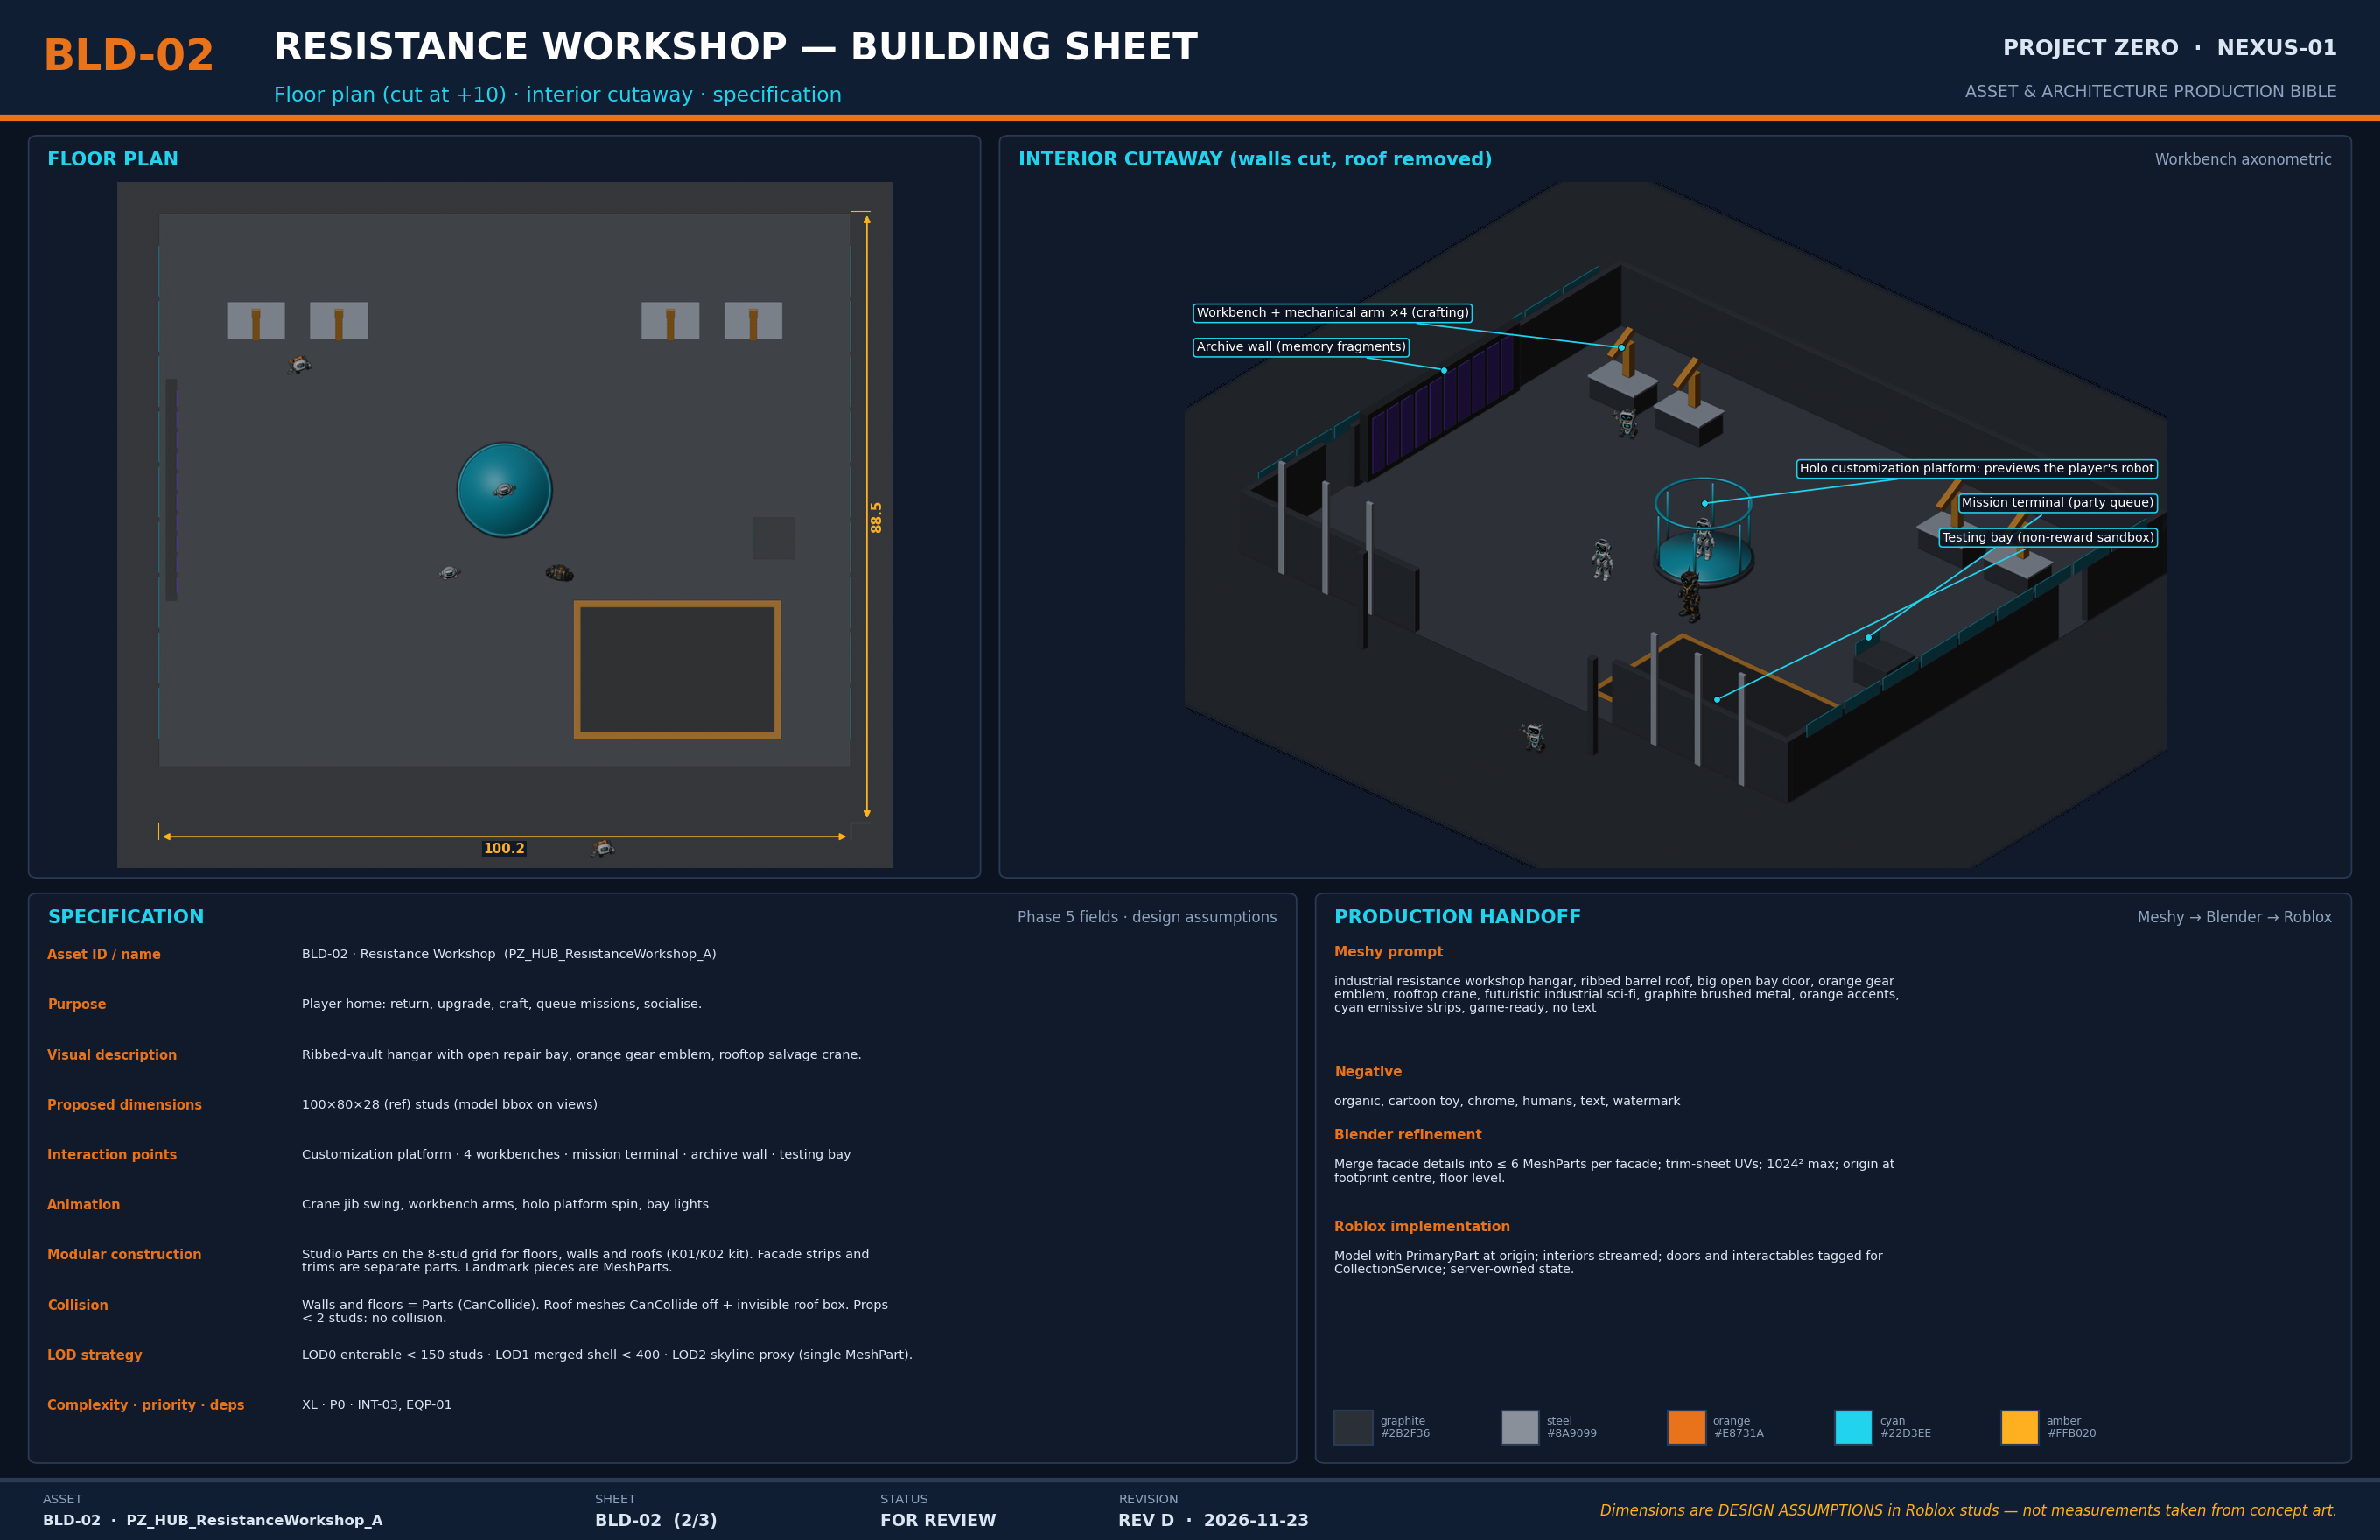 BLD-02
RESISTANCE WORKSHOP — BUILDING SHEET
Floor plan (cut at +10) · interior cutaway · specification
PROJECT ZERO · NEXUS-01
ASSET & ARCHITECTURE PRODUCTION BIBLE
FLOOR PLAN
88.5
100.2
INTERIOR CUTAWAY (walls cut, roof removed)
Workbench axonometric
Workbench + mechanical arm ×4 (crafting)
Archive wall (memory fragments)
Holo customization platform: previews the player's robot
Mission terminal (party queue)
Testing bay (non-reward sandbox)
SPECIFICATION
Phase 5 fields · design assumptions
Asset ID / name
BLD-02 · Resistance Workshop (PZ_HUB_ResistanceWorkshop_A)
Purpose
Player home: return, upgrade, craft, queue missions, socialise.
Visual description
Ribbed-vault hangar with open repair bay, orange gear emblem, rooftop salvage crane.
Proposed dimensions
100×80×28 (ref) studs (model bbox on views)
Interaction points
Customization platform · 4 workbenches · mission terminal · archive wall · testing bay
Animation
Crane jib swing, workbench arms, holo platform spin, bay lights
Modular construction
Studio Parts on the 8-stud grid for floors, walls and roofs (K01/K02 kit). Facade strips and
trims are separate parts. Landmark pieces are MeshParts.
Collision
Walls and floors = Parts (CanCollide). Roof meshes CanCollide off + invisible roof box. Props
< 2 studs: no collision.
LOD strategy
LOD0 enterable < 150 studs · LOD1 merged shell < 400 · LOD2 skyline proxy (single MeshPart).
Complexity · priority · deps
XL · P0 · INT-03, EQP-01
PRODUCTION HANDOFF
Meshy → Blender → Roblox
Meshy prompt
industrial resistance workshop hangar, ribbed barrel roof, big open bay door, orange gear
emblem, rooftop crane, futuristic industrial sci-fi, graphite brushed metal, orange accents,
cyan emissive strips, game-ready, no text
Negative
organic, cartoon toy, chrome, humans, text, watermark
Blender refinement
Merge facade details into ≤ 6 MeshParts per facade; trim-sheet UVs; 1024² max; origin at
footprint centre, floor level.
Roblox implementation
Model with PrimaryPart at origin; interiors streamed; doors and interactables tagged for
CollectionService; server-owned state.
graphite
#2B2F36
steel
#8A9099
orange
#E8731A
cyan
#22D3EE
amber
#FFB020
ASSET
BLD-02 · PZ_HUB_ResistanceWorkshop_A
SHEET
BLD-02 (2/3)
STATUS
FOR REVIEW
REVISION
REV D · 2026-11-23
Dimensions are DESIGN ASSUMPTIONS in Roblox studs — not measurements taken from concept art.